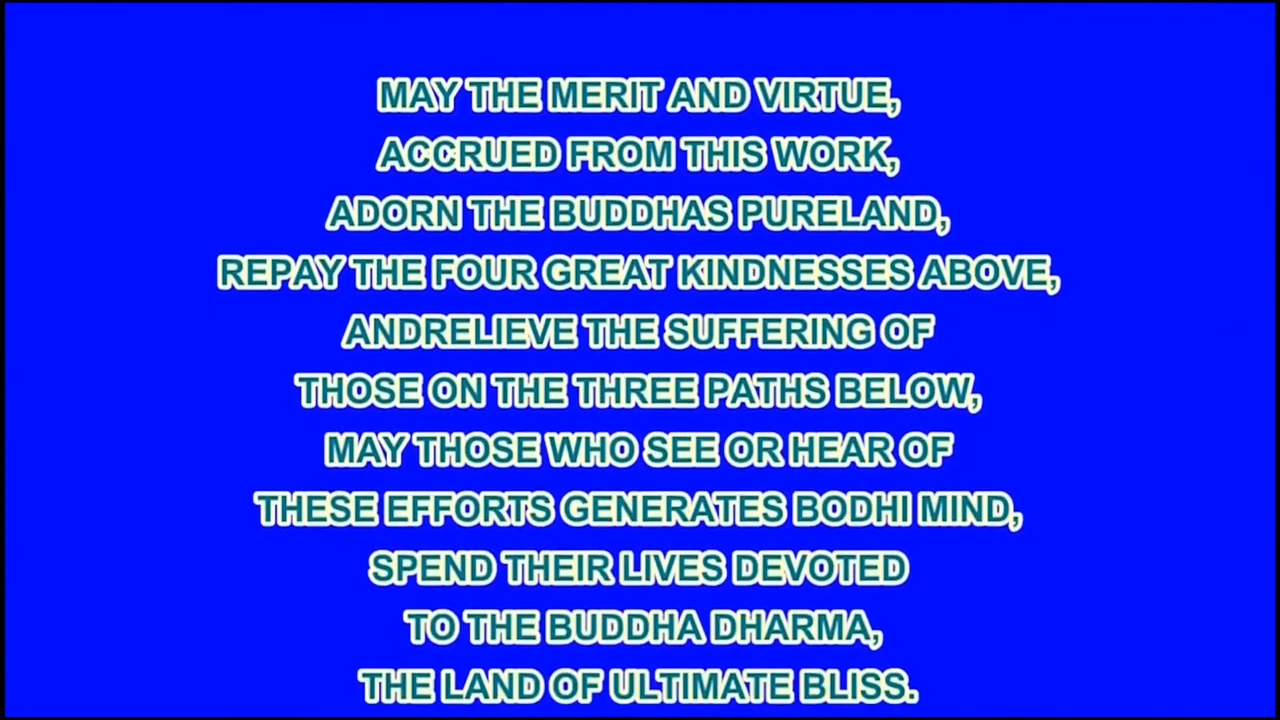 MAY THE MERIT AND VIRTUE,
ACCRUED FROM THIS WORK,
ADORN THE BUDDHAS PURELAND,
REPAY THE FOUR GREAT KINDNESSES ABOVE,
ANDRELIEVE THE SUFFERING OF
THOSE ON THE THREE PATHS BELOW,
MAY THOSE WHO SEE OR HEAR OF
THESE EFFORTS GENERATES BODHI MIND,
SPEND THEIR LIVES DEVOTED
TO THE BUDDHA DHARMA,
THE LAND OF ULTIMATE BLISS.